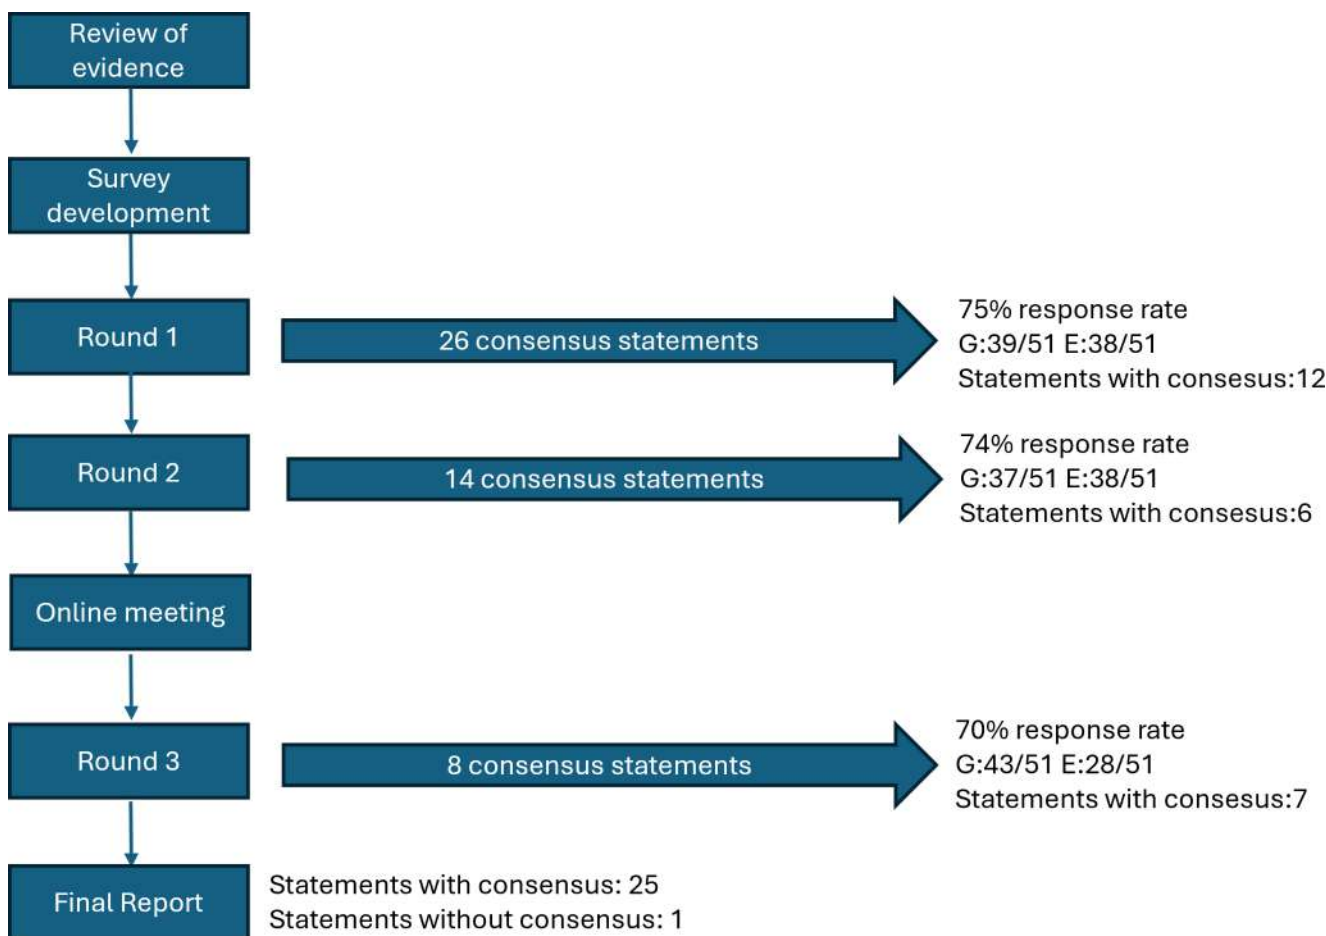 Review of
evidence
Survey
development
Round 1
26 consensus statements
75% response rate
G:39/51 E:38/51
Statements with consesus:12
Round 2
14 consensus statements
74% response rate
G:37/51 E:38/51
Statements with consesus:6
Online meeting
Round 3
8 consensus statements
70% response rate
G:43/51 E:28/51
Statements with consesus:7
Final Report
Statements with consensus: 25
Statements without consensus: 1